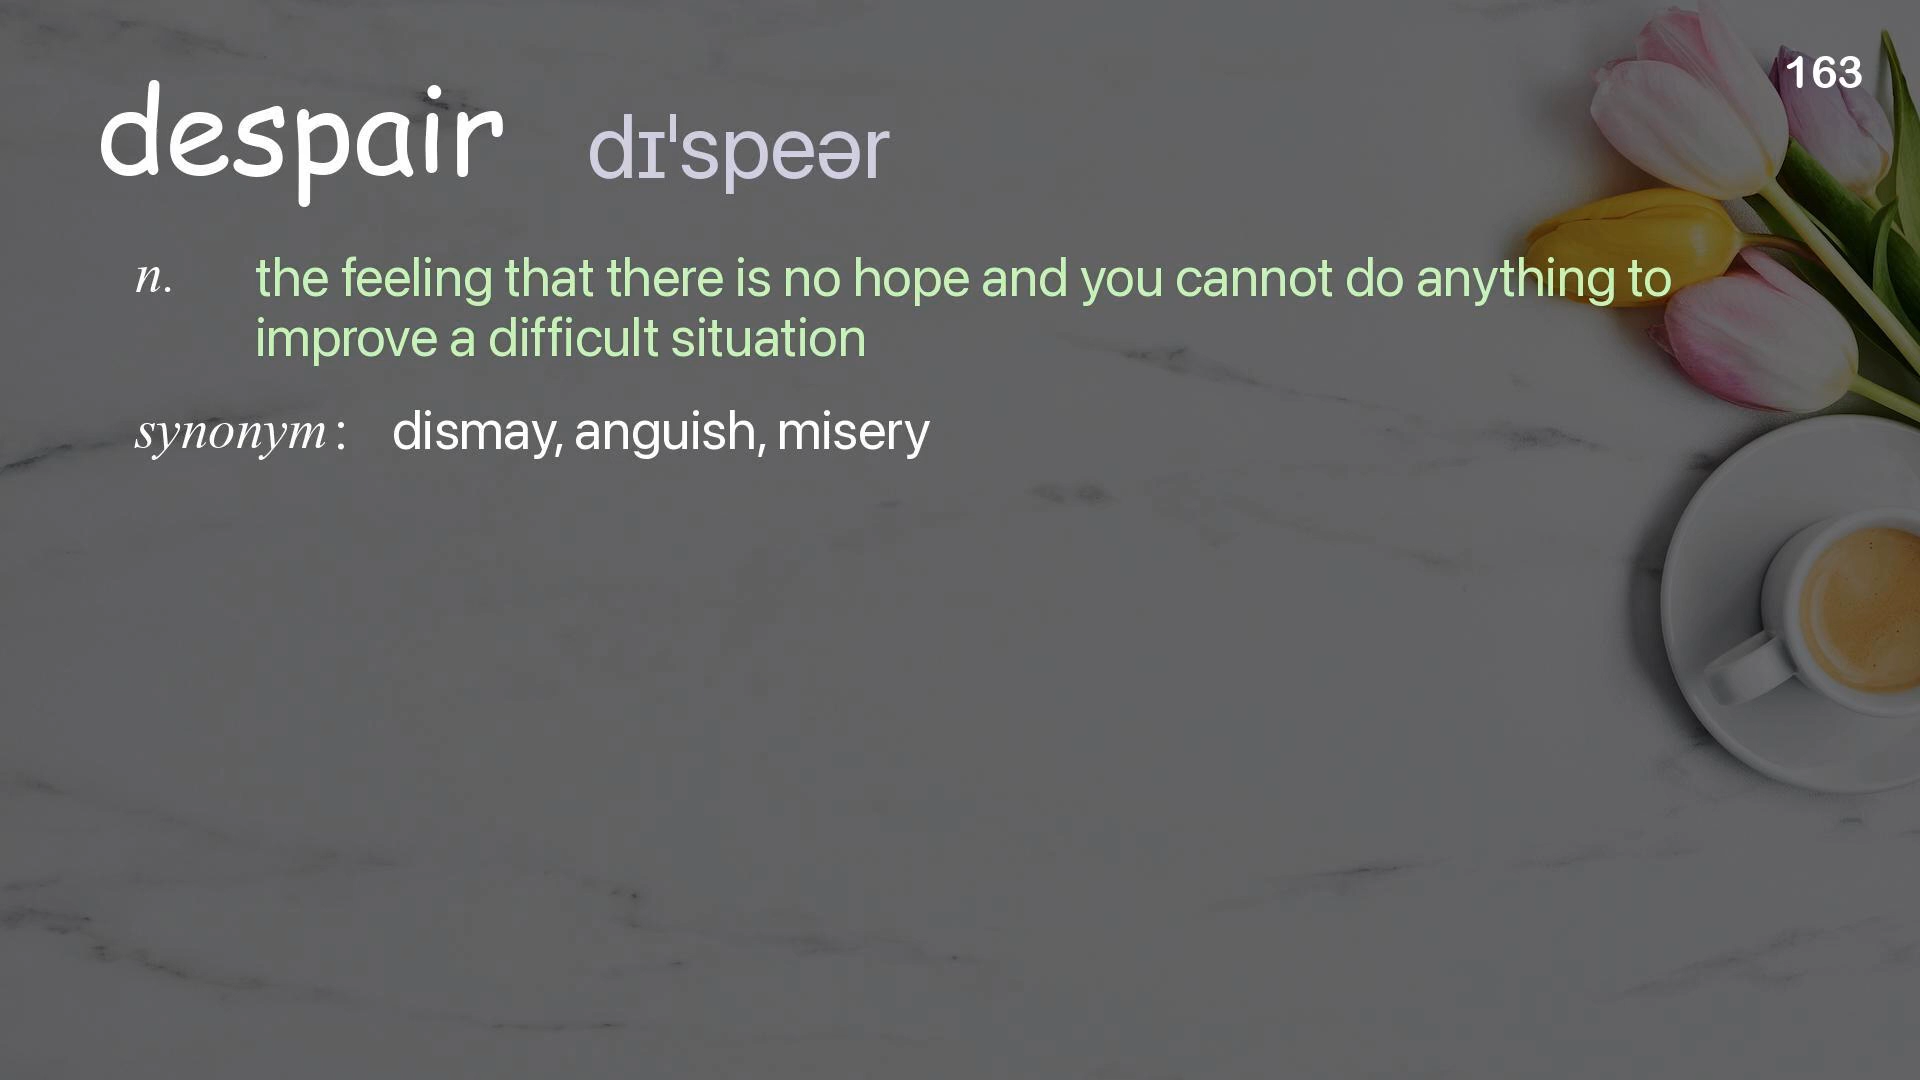 163
despair dɪˈspeər
n. the feeling that there is no hope and you cannot do anything to
improve a difficult situation
synonym: dismay, anguish, misery